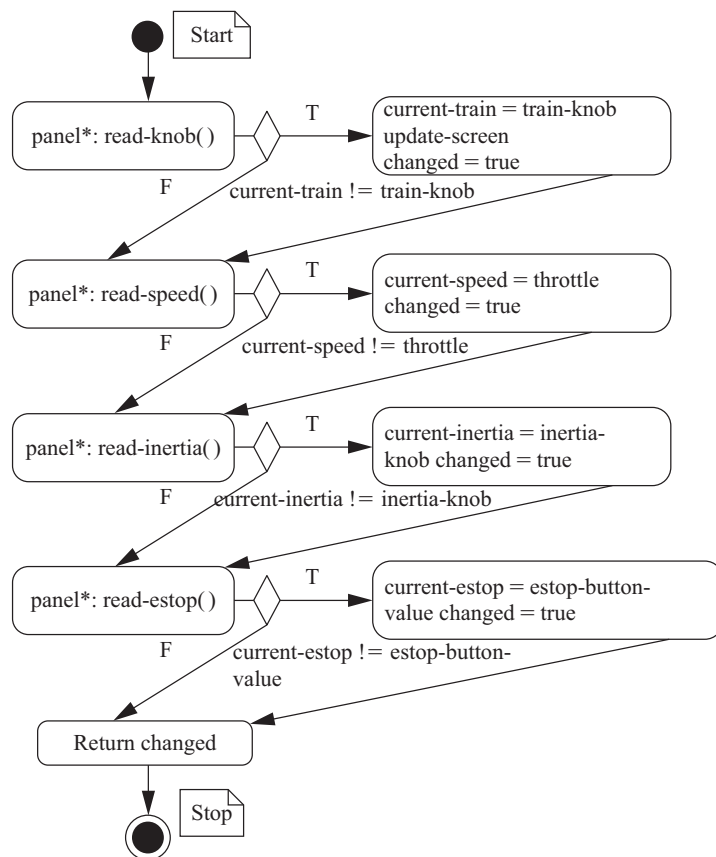 Start
panel*: read-knob( )
T
current-train = train-knob
update-screen
changed = true
F
current-train != train-knob
panel*: read-speed( )
T
current-speed = throttle
changed = true
F
current-speed != throttle
panel*: read-inertia( )
T
current-inertia = inertia-
knob changed = true
F
current-inertia != inertia-knob
panel*: read-estop( )
T
current-estop = estop-button-
value changed = true
F
current-estop != estop-button-
value
Return changed
Stop